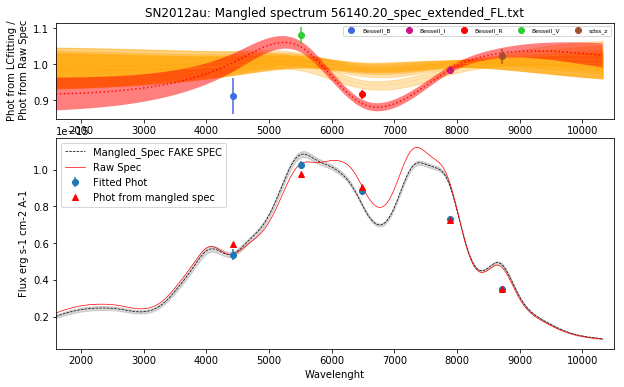 SN2012au: Mangled spectrum 56140.20_spec_extended_FL.txt
Phot from LCfitting /
Phot from Raw Spec
1.1
1.0
0.9
Bessell_B
Bessell_I
Bessell_R
Bessell_V
sdss_z
2000 3000 4000 5000 6000 7000 8000 9000 10000
Flux erg s-1 cm-2 A-1
1.0
0.8
0.6
0.4
0.2
Mangled_Spec FAKE SPEC
Raw Spec
Fitted Phot
Phot from mangled spec
2000 3000 4000 5000 6000 7000 8000 9000 10000
Wavelenght